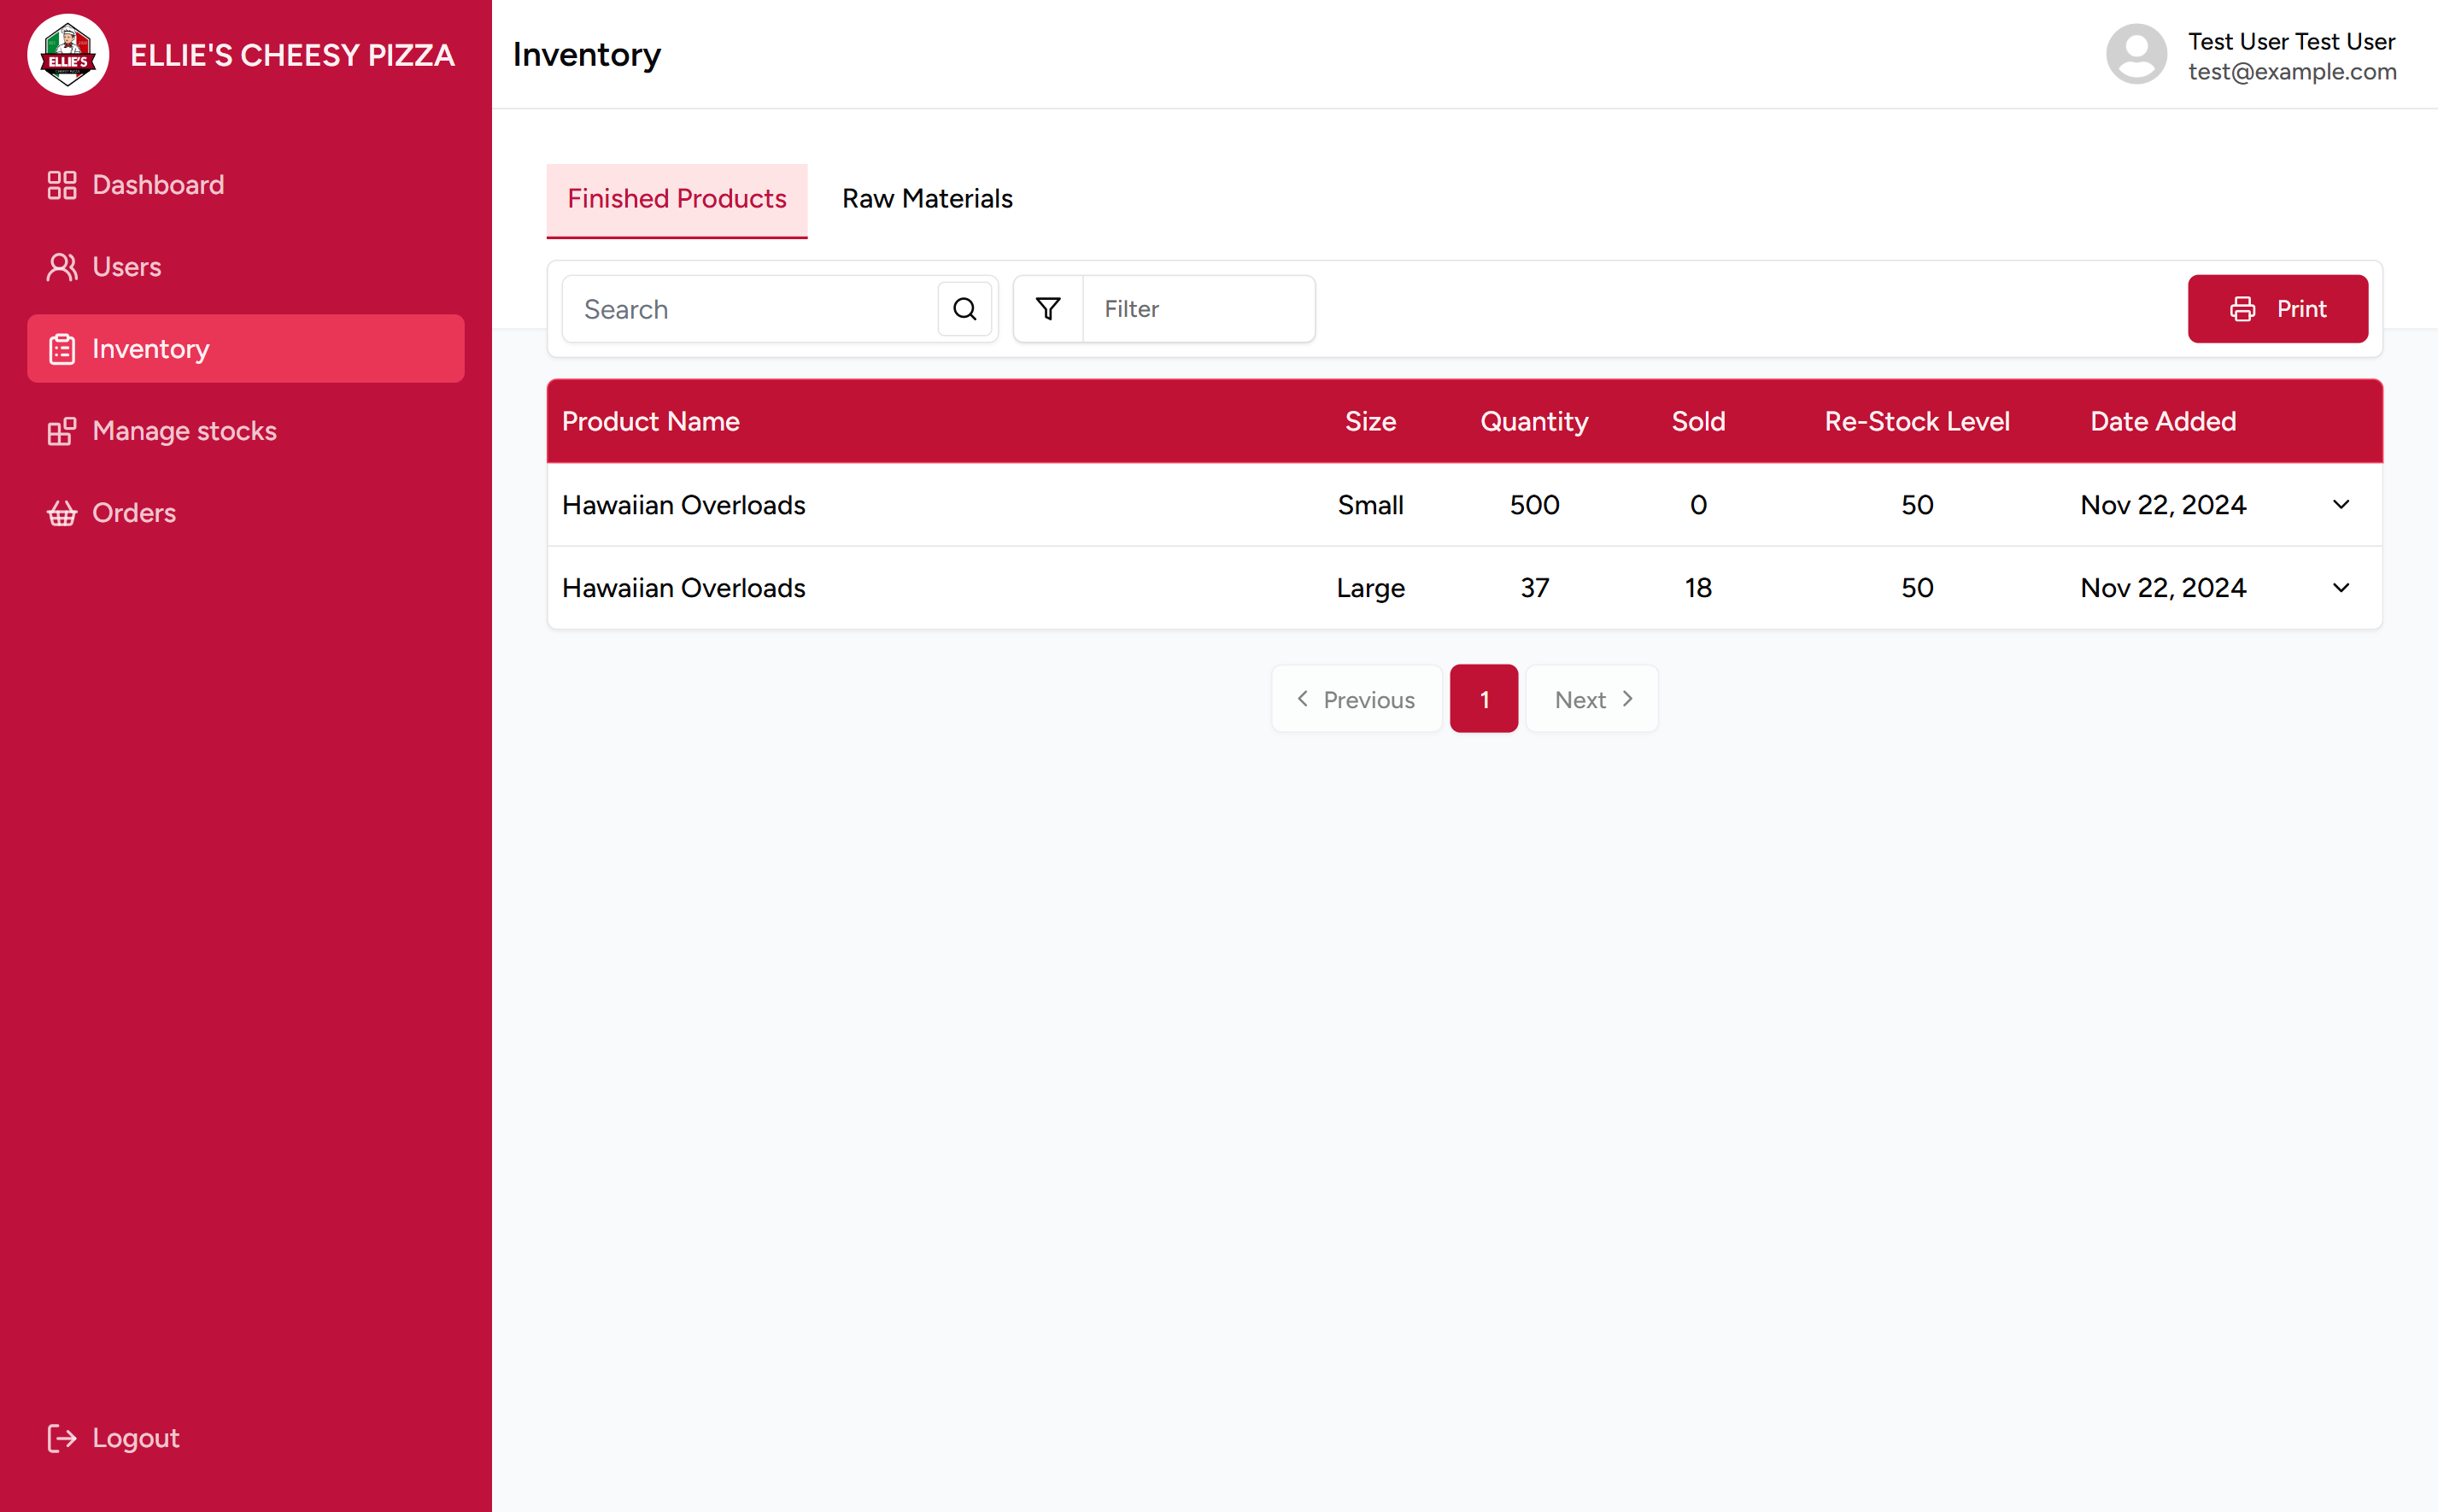 ELLIE'S
ELLIE'S CHEESY PIZZA
Inventory
Test User Test User
test@example.com
Dashboard
Users
Inventory
Manage stocks
Orders
Logout
Finished Products
Raw Materials
Search
Filter
Print
Product Name Size Quantity Sold Re-Stock Level Date Added
Hawaiian Overloads Small 500 0 50 Nov 22, 2024
Hawaiian Overloads Large 37 18 50 Nov 22, 2024
Previous 1 Next